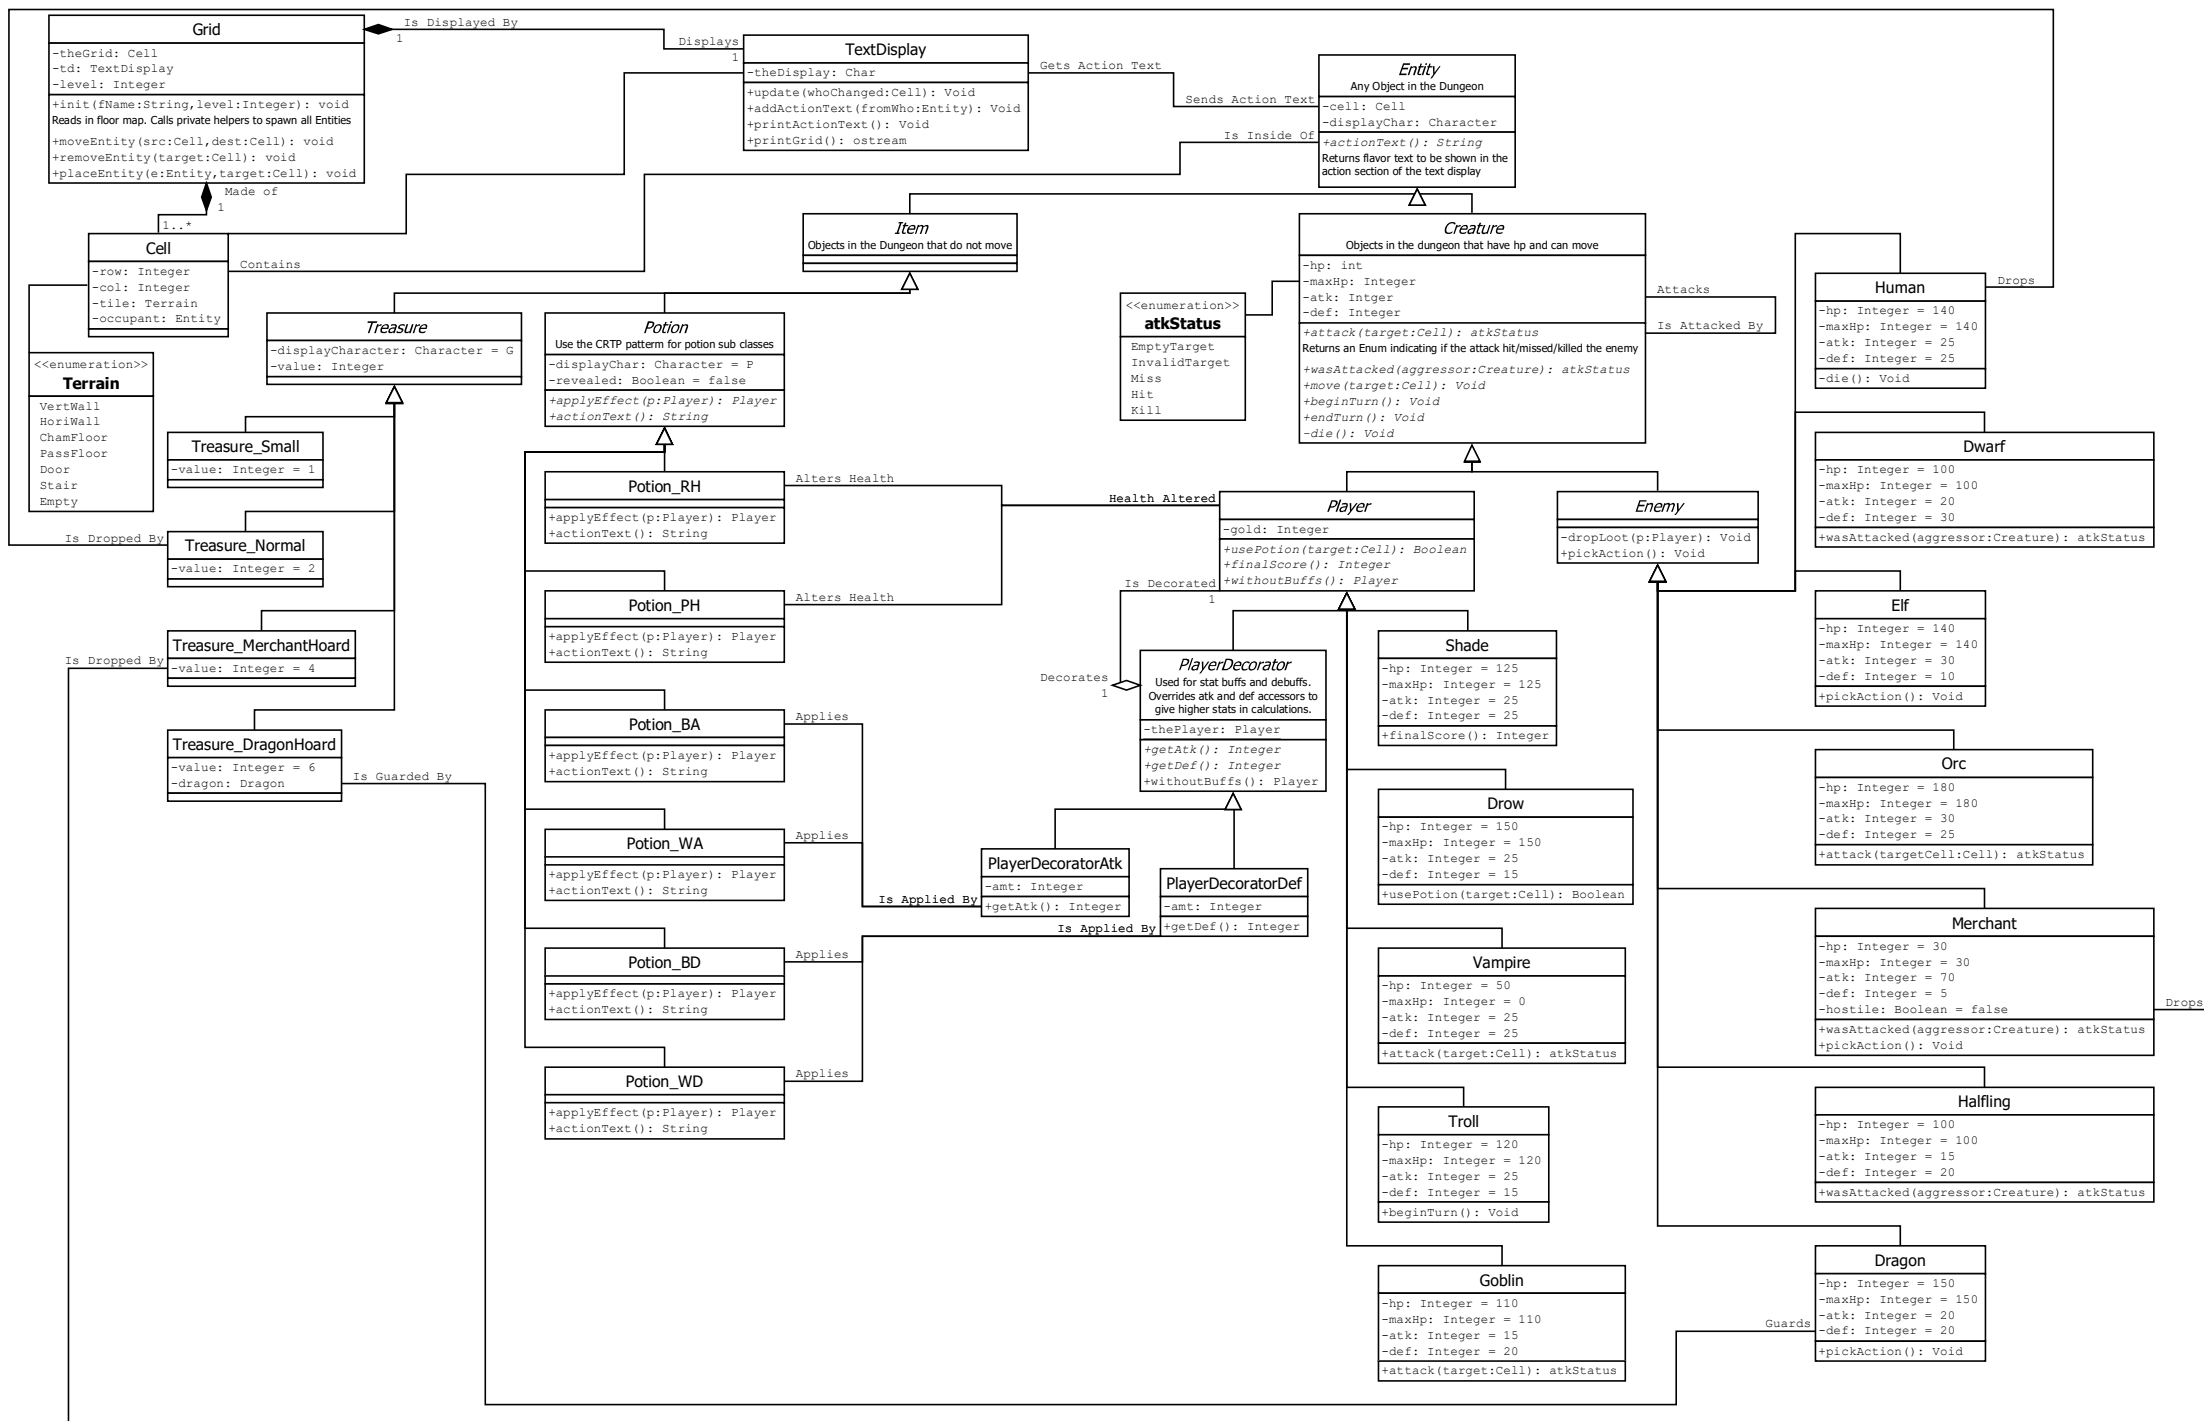 Grid
-theGrid: Cell
-td: TextDisplay
-level: Integer
+init(fName:String,level:Integer): void
Reads in floor map. Calls private helpers to spawn all Entities
+moveEntity(src:Cell,dest:Cell): void
+removeEntity(target:Cell): void
+placeEntity(e:Entity,target:Cell): void
Is Displayed By
1
Displays
1
TextDisplay
-theDisplay: Char
+update(whoChanged:Cell): Void
+addActionText(fromWho:Entity): Void
+printActionText(): Void
+printGrid(): ostream
Gets Action Text
Sends Action Text
Is Inside Of
Entity
Any Object in the Dungeon
-cell: Cell
-displayChar: Character
+actionText(): String
Returns flavor text to be shown in the
action section of the text display
Made of
1
1..*
Cell
-row: Integer
-col: Integer
-tile: Terrain
-occupant: Entity
Contains
<<enumeration>>
Terrain
VertWall
HoriWall
ChamFloor
PassFloor
Door
Stair
Empty
Item
Objects in the Dungeon that do not move
Creature
Objects in the dungeon that have hp and can move
-hp: int
-maxHp: Integer
-atk: Intger
-def: Integer
+attack(target:Cell): atkStatus
Returns an Enum indicating if the attack hit/missed/killed the enemy
+wasAttacked(aggressor:Creature): atkStatus
+move(target:Cell): Void
+beginTurn(): Void
+endTurn(): Void
-die(): Void
Attacks
Is Attacked By
<<enumeration>>
atkStatus
EmptyTarget
InvalidTarget
Miss
Hit
Kill
Treasure
-displayCharacter: Character = G
-value: Integer
Potion
Use the CRTP patterm for potion sub classes
-displayChar: Character = P
-revealed: Boolean = false
+applyEffect(p:Player): Player
+actionText(): String
Treasure_Small
-value: Integer = 1
Is Dropped By
Treasure_Normal
-value: Integer = 2
Is Dropped By
Treasure_MerchantHoard
-value: Integer = 4
Treasure_DragonHoard
-value: Integer = 6
-dragon: Dragon
Is Guarded By
Potion_RH
+applyEffect(p:Player): Player
+actionText(): String
Alters Health
Potion_PH
+applyEffect(p:Player): Player
+actionText(): String
Alters Health
Potion_BA
+applyEffect(p:Player): Player
+actionText(): String
Applies
Potion_WA
+applyEffect(p:Player): Player
+actionText(): String
Applies
Potion_BD
+applyEffect(p:Player): Player
+actionText(): String
Applies
Potion_WD
+applyEffect(p:Player): Player
+actionText(): String
Applies
Health Altered
Player
-gold: Integer
+usePotion(target:Cell): Boolean
+finalScore(): Integer
+withoutBuffs(): Player
Is Decorated
1
Decorates
1
PlayerDecorator
Used for stat buffs and debuffs.
Overrides atk and def accessors to
give higher stats in calculations.
-thePlayer: Player
+getAtk(): Integer
+getDef(): Integer
+withoutBuffs(): Player
PlayerDecoratorAtk
-amt: Integer
+getAtk(): Integer
Is Applied By
PlayerDecoratorDef
-amt: Integer
+getDef(): Integer
Is Applied By
Enemy
-dropLoot(p:Player): Void
+pickAction(): Void
Shade
-hp: Integer = 125
-maxHp: Integer = 125
-atk: Integer = 25
-def: Integer = 25
+finalScore(): Integer
Drow
-hp: Integer = 150
-maxHp: Integer = 150
-atk: Integer = 25
-def: Integer = 15
+usePotion(target:Cell): Boolean
Vampire
-hp: Integer = 50
-maxHp: Integer = 0
-atk: Integer = 25
-def: Integer = 25
+attack(target:Cell): atkStatus
Troll
-hp: Integer = 120
-maxHp: Integer = 120
-atk: Integer = 25
-def: Integer = 15
+beginTurn(): Void
Goblin
-hp: Integer = 110
-maxHp: Integer = 110
-atk: Integer = 15
-def: Integer = 20
+attack(target:Cell): atkStatus
Human
-hp: Integer = 140
-maxHp: Integer = 140
-atk: Integer = 25
-def: Integer = 25
-die(): Void
Drops
Dwarf
-hp: Integer = 100
-maxHp: Integer = 100
-atk: Integer = 20
-def: Integer = 30
+wasAttacked(aggressor:Creature): atkStatus
Elf
-hp: Integer = 140
-maxHp: Integer = 140
-atk: Integer = 30
-def: Integer = 10
+pickAction(): Void
Orc
-hp: Integer = 180
-maxHp: Integer = 180
-atk: Integer = 30
-def: Integer = 25
+attack(targetCell:Cell): atkStatus
Merchant
-hp: Integer = 30
-maxHp: Integer = 30
-atk: Integer = 70
-def: Integer = 5
-hostile: Boolean = false
+wasAttacked(aggressor:Creature): atkStatus
+pickAction(): Void
Drops
Halfling
-hp: Integer = 100
-maxHp: Integer = 100
-atk: Integer = 15
-def: Integer = 20
+wasAttacked(aggressor:Creature): atkStatus
Dragon
-hp: Integer = 150
-maxHp: Integer = 150
-atk: Integer = 20
-def: Integer = 20
+pickAction(): Void
Guards